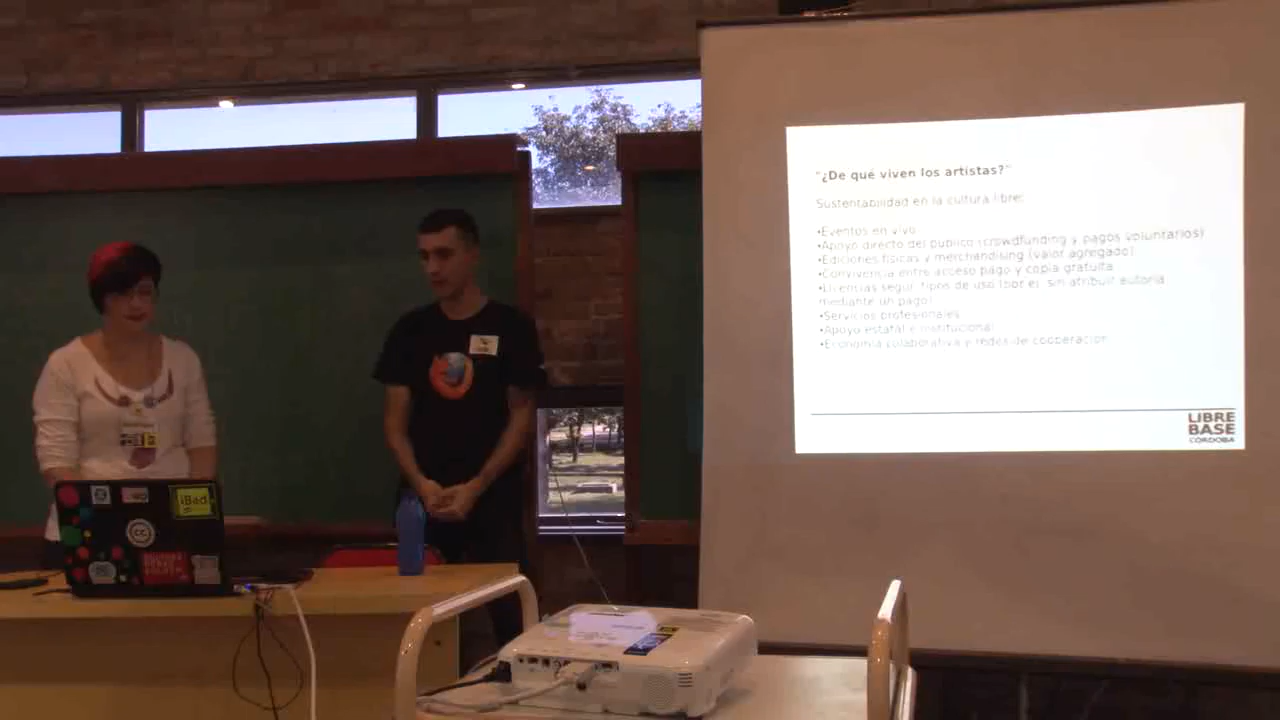 "¿De qué viven los artistas?"
Sustentabilidad en la cultura libre:
•Eventos en vivo
•Apoyo directo del público (crowdfunding y pagos voluntarios)
•Ediciones físicas y merchandising (valor agregado)
•Convivencia entre acceso pago y copia gratuita
•Licencias según tipos de uso (por ej. sin atribuir autoría
mediante un pago)
•Servicios profesionales
•Apoyo estatal e institucional
•Economía colaborativa y redes de cooperación
LIBRE
BASE
CÓRDOBA
iBad
cc